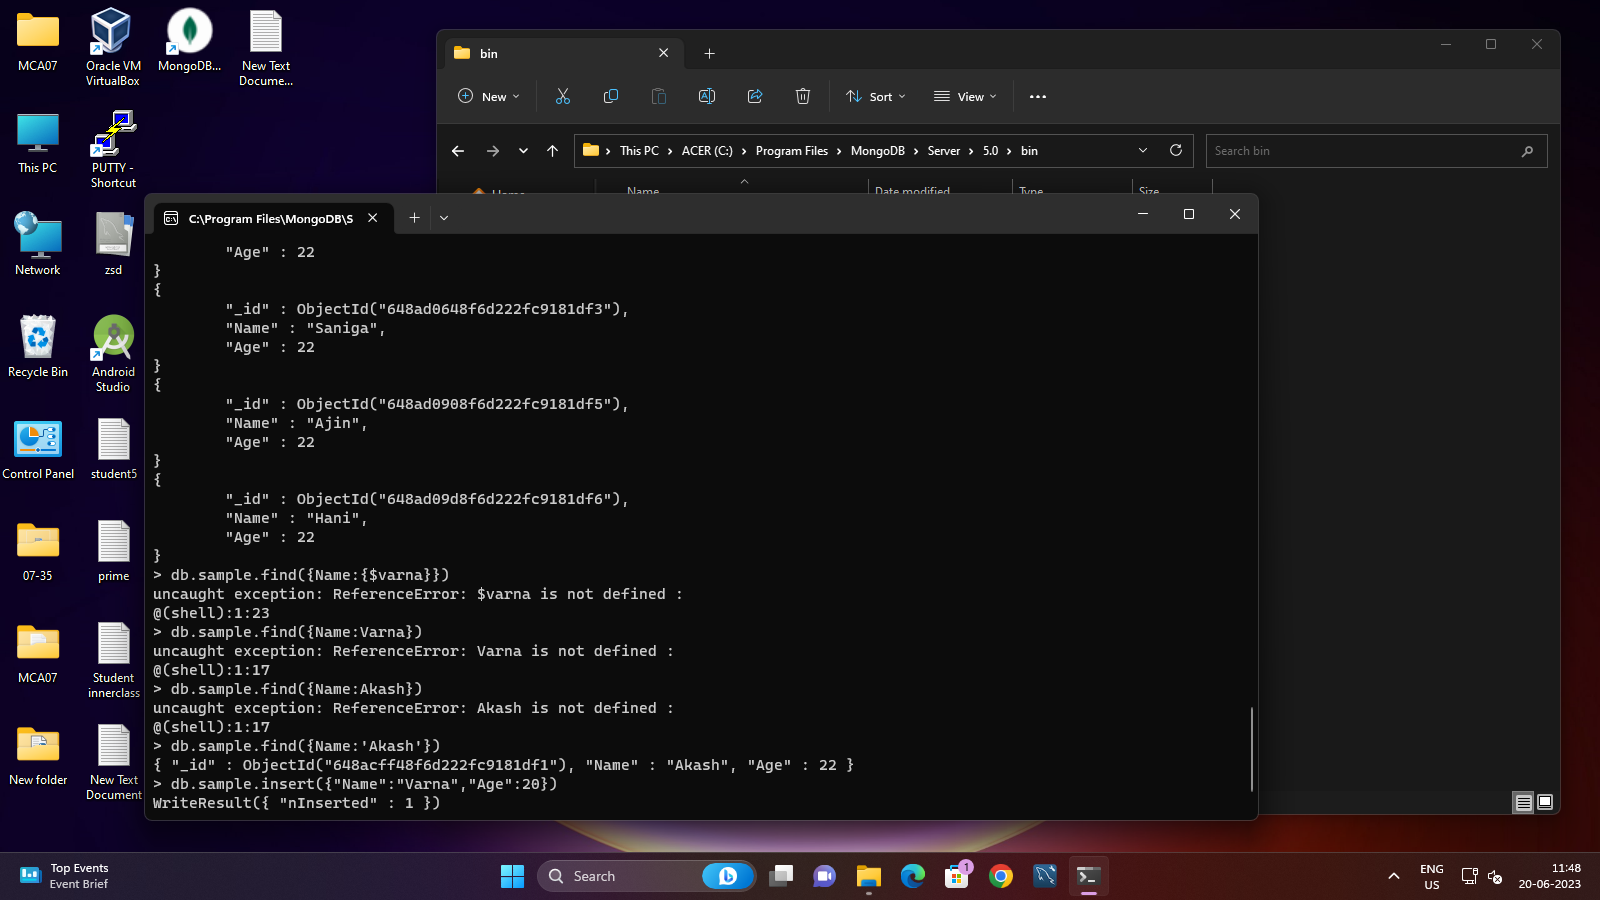 MCA07
Oracle VM
VirtualBox
MongoDB...
New Text
Docume...
This PC
PUTTY -
Shortcut
Network
zsd
Recycle Bin
Android
Studio
Control Panel
student5
07-35
prime
MCA07
Student
innerclass
New folder
New Text
Document
bin
New
Sort
View
This PC
ACER (C:)
Program Files
MongoDB
Server
5.0
bin
Search bin
Home
Name
Date modified
Type
Size
C:\Program Files\MongoDB\S
"Age" : 22
}
{
"_id" : ObjectId("648ad0648f6d222fc9181df3"),
"Name" : "Saniga",
"Age" : 22
}
{
"_id" : ObjectId("648ad0908f6d222fc9181df5"),
"Name" : "Ajin",
"Age" : 22
}
{
"_id" : ObjectId("648ad09d8f6d222fc9181df6"),
"Name" : "Hani",
"Age" : 22
}
> db.sample.find({Name:{$varna}})
uncaught exception: ReferenceError: $varna is not defined :
@(shell):1:23
> db.sample.find({Name:Varna})
uncaught exception: ReferenceError: Varna is not defined :
@(shell):1:17
> db.sample.find({Name:Akash})
uncaught exception: ReferenceError: Akash is not defined :
@(shell):1:17
> db.sample.find({Name:'Akash'})
{ "_id" : ObjectId("648acff48f6d222fc9181df1"), "Name" : "Akash", "Age" : 22 }
> db.sample.insert({"Name":"Varna","Age":20})
WriteResult({ "nInserted" : 1 })
Top Events
Event Brief
Search
1
ENG
US
11:48
20-06-2023